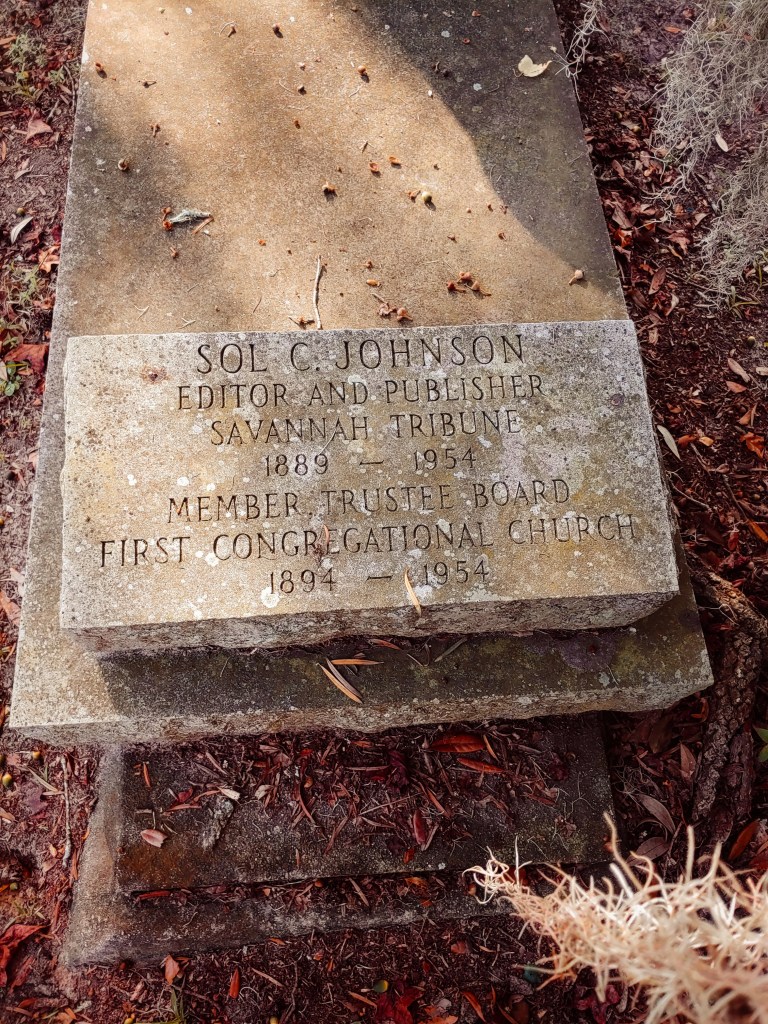 SOL C. JOHNSON
EDITOR AND PUBLISHER
SAVANNAH TRIBUNE
1889 — 1954
MEMBER, TRUSTEE BOARD
FIRST CONGREGATIONAL CHURCH
1894 — 1954